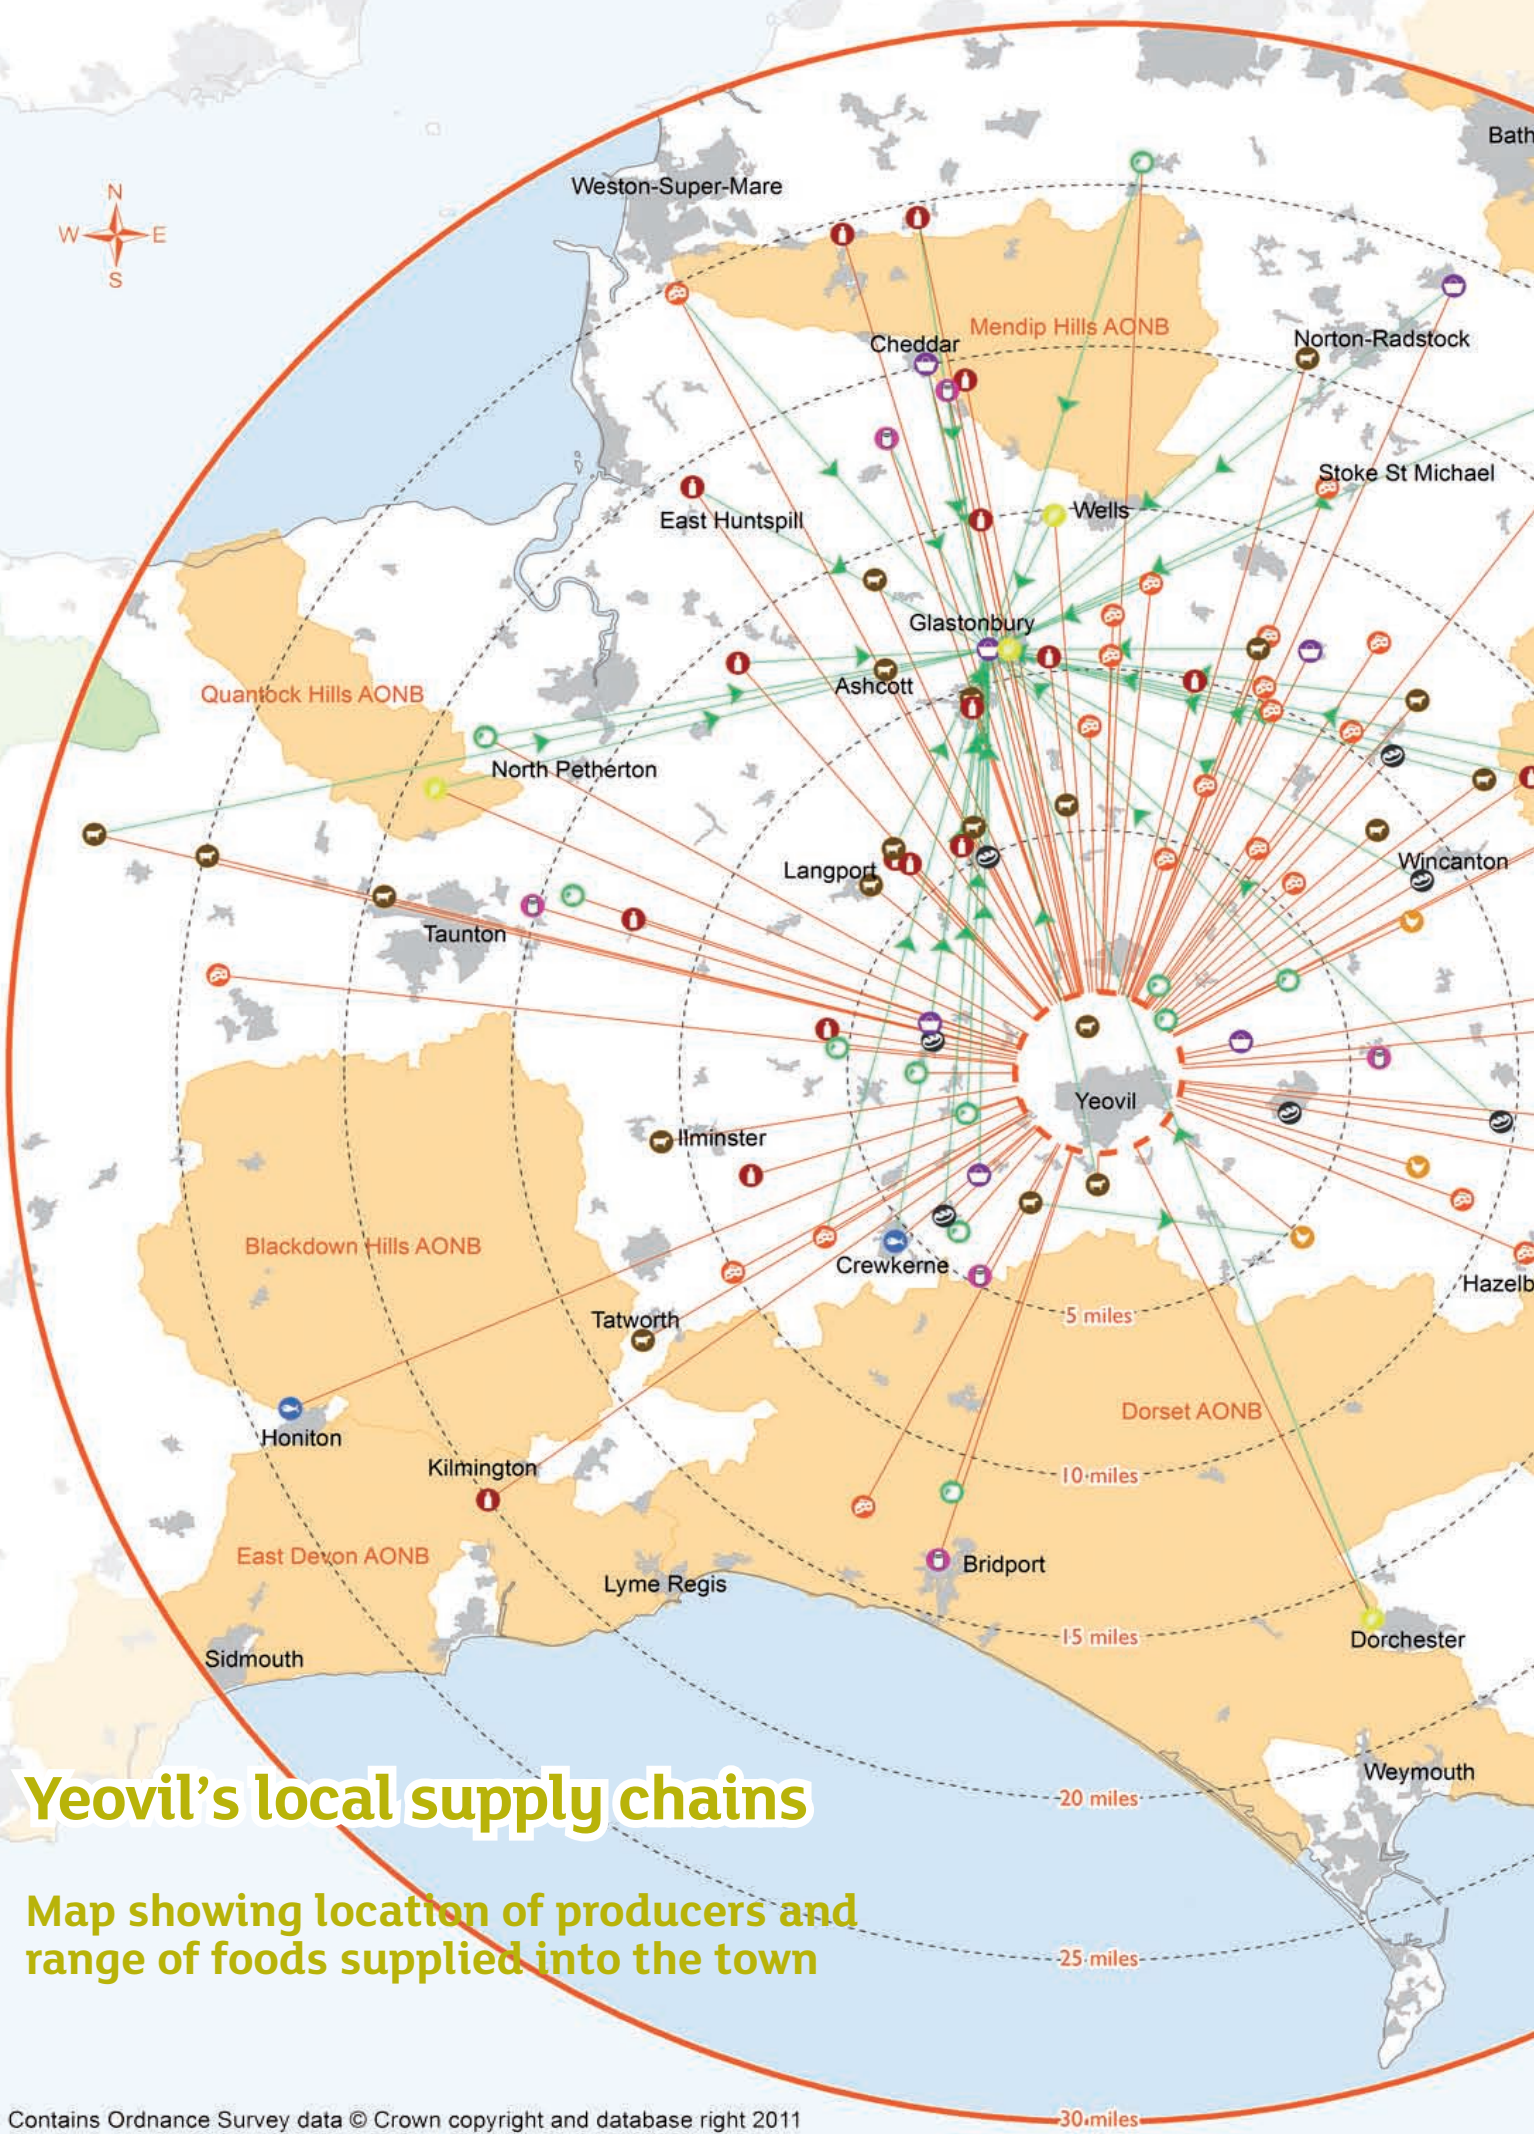 Bath
N
Weston-Super-Mare
W E
S
Mendip Hills AONB
Norton-Radstock
Cheddar
Stoke St Michael
Wells
East Huntspill
Glastonbury
Ashcott
Quantock Hills AONB
North Petherton
Wincanton
Langport
Taunton
Yeovil
Ilminster
Blackdown Hills AONB
Crewkerne
Hazelb
5 miles
Tatworth
Dorset AONB
Honiton
Kilmington
10 miles
East Devon AONB
Bridport
Lyme Regis
15 miles
Dorchester
Sidmouth
Weymouth
20 miles
Yeovil's local supply chains
Map showing location of producers and
range of foods supplied into the town
25 miles
30 miles
Contains Ordnance Survey data © Crown copyright and database right 2011